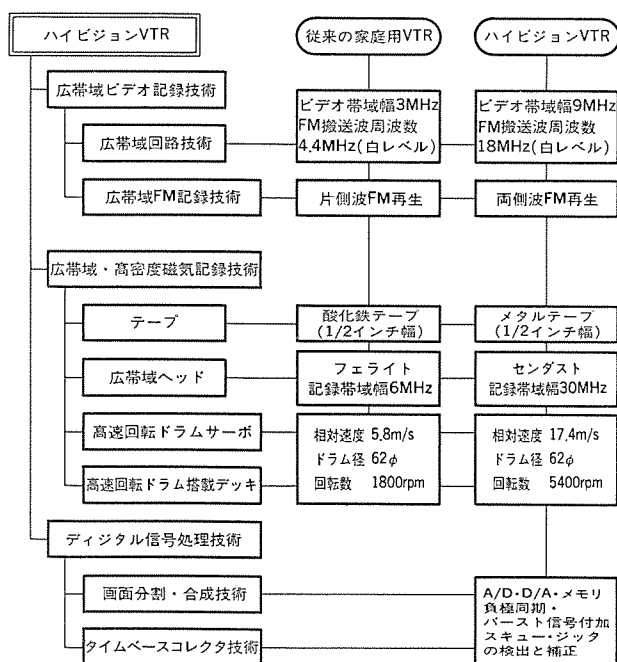 ハイビジョンVTR
従来の家庭用VTR
ハイビジョンVTR
広帯域ビデオ記録技術
広帯域回路技術
ビデオ帯域幅3MHz
FM搬送波周波数
4.4MHz(白レベル)
ビデオ帯域幅9MHz
FM搬送波周波数
18MHz(白レベル)
広帯域FM記録技術
片側波FM再生
両側波FM再生
広帯域・高密度磁気記録技術
テープ
酸化鉄テープ
(1/2インチ幅)
メタルテープ
(1/2インチ幅)
広帯域ヘッド
フェライト
記録帯域幅6MHz
センダスト
記録帯域幅30MHz
高速回転ドラムサーボ
高速回転ドラム搭載デッキ
相対速度 5.8m/s
ドラム径 62φ
回転数 1800rpm
相対速度 17.4m/s
ドラム径 62φ
回転数 5400rpm
ディジタル信号処理技術
画面分割・合成技術
タイムベースコレクタ技術
A/D・D/A・メモリ
負極同期・
バースト信号付加
スキュー・ジッタ
の検出と補正